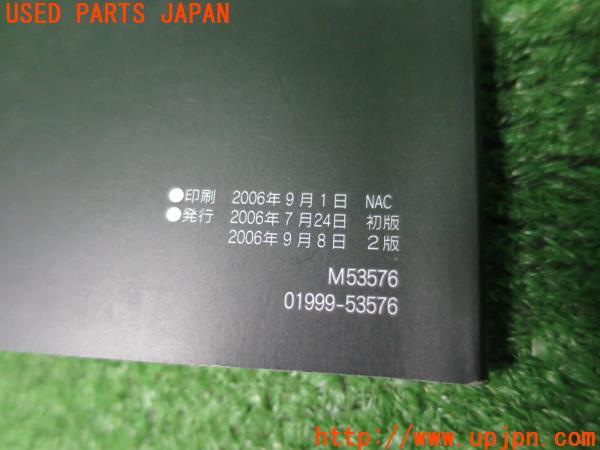 USED PARTS JAPAN
●印刷 2006年9月1日 NAC
●発行 2006年7月24日 初版
2006年9月8日 2版
M53576
01999-53576
http://www.upjpn.com/